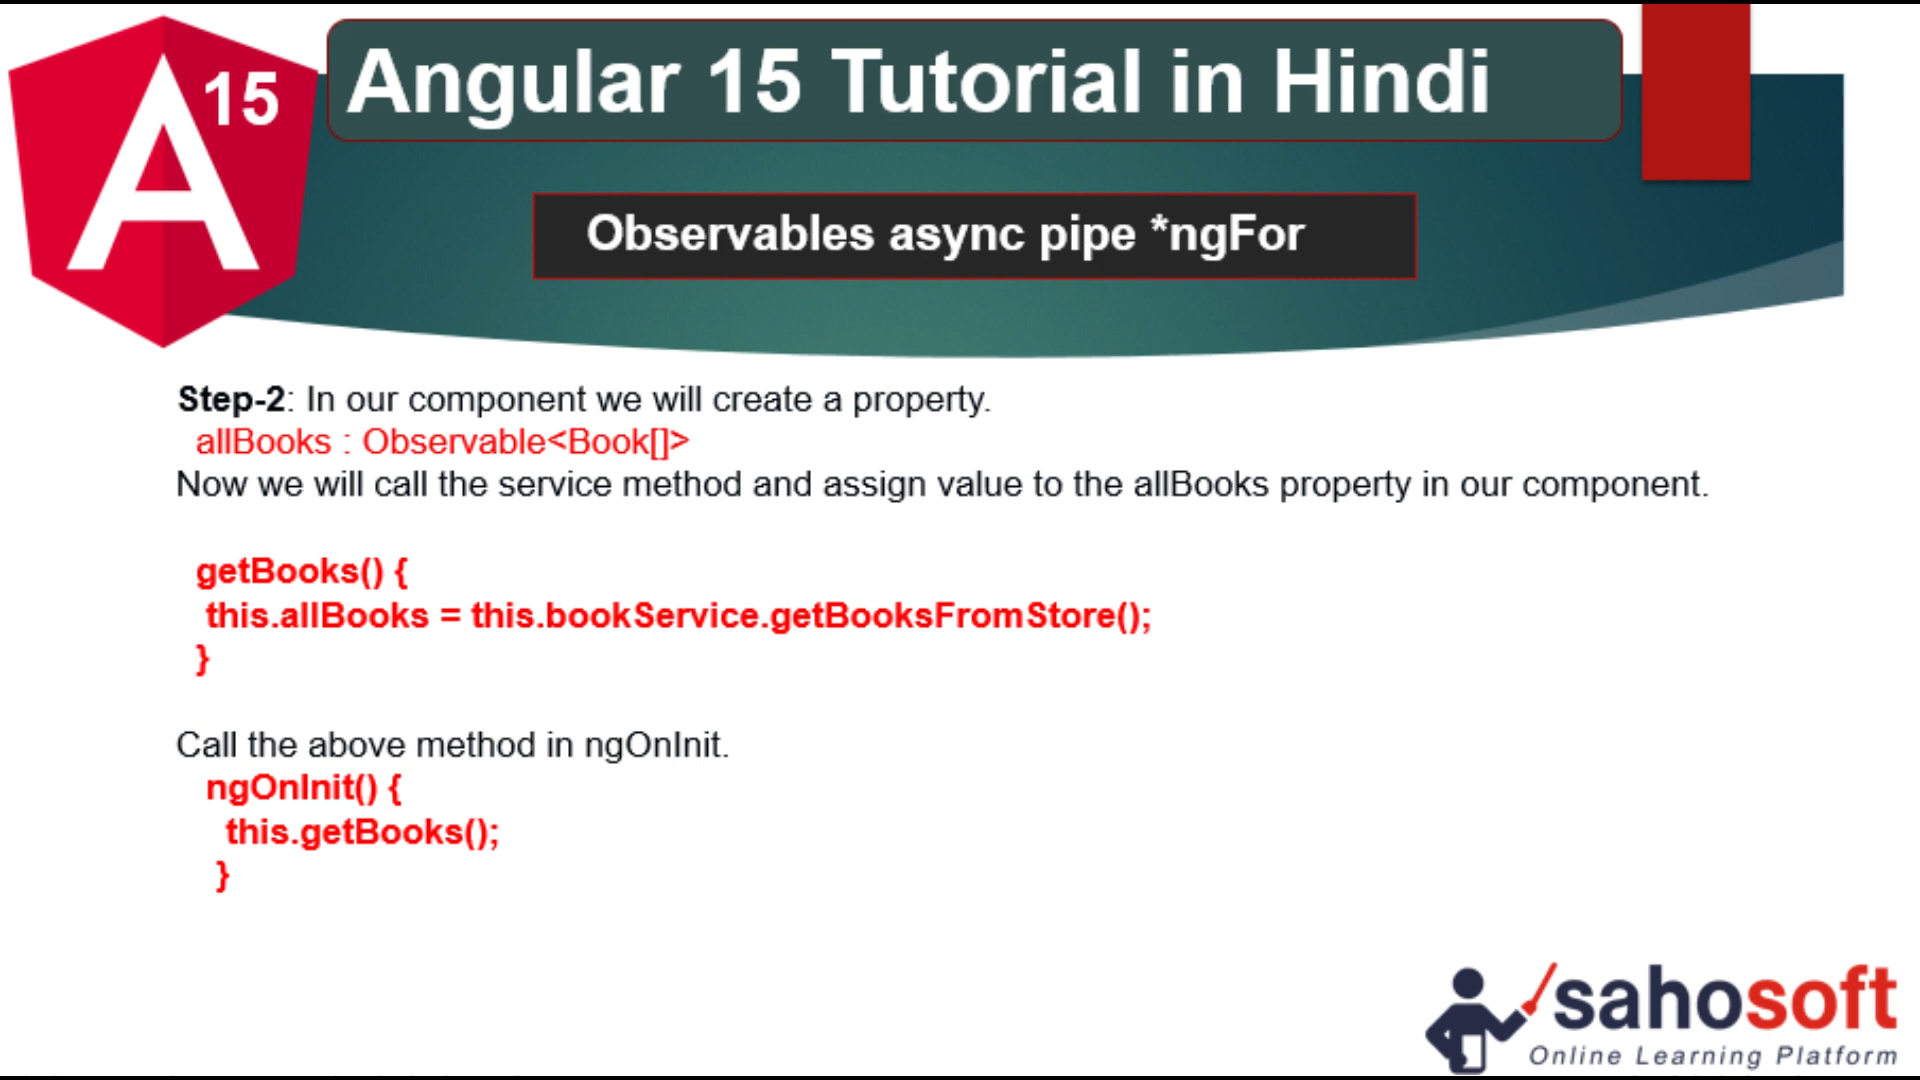 A 15
Angular 15 Tutorial in Hindi
Observables async pipe *ngFor
Step-2: In our component we will create a property.
allBooks : Observable<Book[]>
Now we will call the service method and assign value to the allBooks property in our component.
getBooks() {
this.allBooks = this.bookService.getBooksFromStore();
}
Call the above method in ngOnInit.
ngOnInit() {
this.getBooks();
}
sahosoft
Online Learning Platform